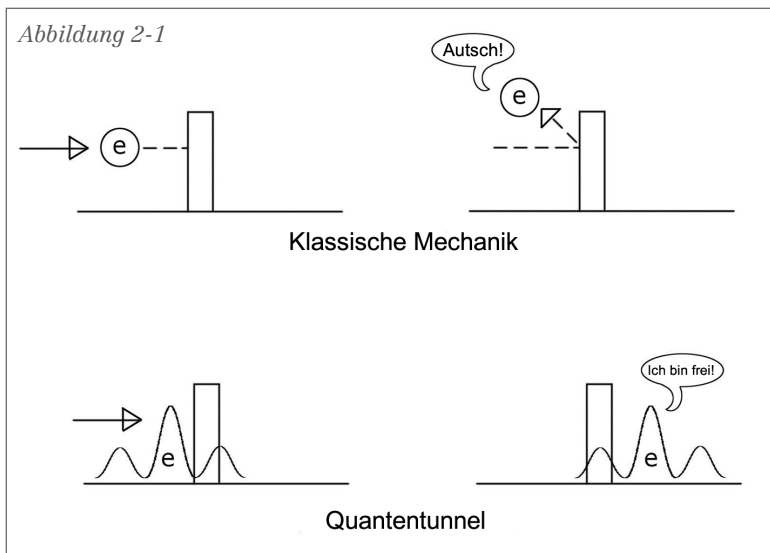 Abbildung 2-1
Autsch!
e
e
Klassische Mechanik
Ich bin frei!
e
e
Quantentunnel